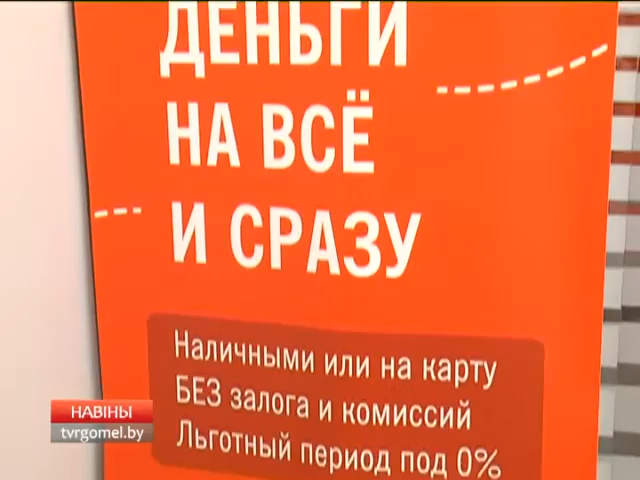 ДЕНЬГИ
НА ВСЁ
И СРАЗУ
Наличными или на карту
БЕЗ залога и комиссий
Льготный период под 0%
НАВІНЫ
tvrgomel.by